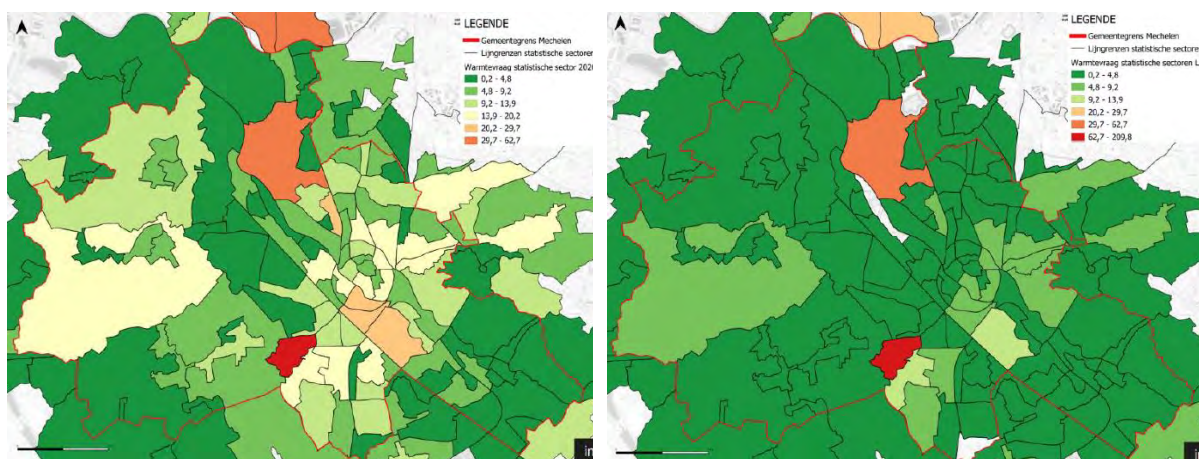 LEGENDE
Gemeentegrens Mechelen
Lijngrenzen statistische sectoren
Warmtevraag statistische sector 2020
0,2 - 4,8
4,8 - 9,2
9,2 - 13,9
13,9 - 20,2
20,2 - 29,7
29,7 - 62,7
LEGENDE
Gemeentegrens Mechelen
Lijngrenzen statistische sectoren
Warmtevraag statistische sectoren L
0,2 - 4,8
4,8 - 9,2
9,2 - 13,9
20,2 - 29,7
29,7 - 62,7
62,7 - 209,8